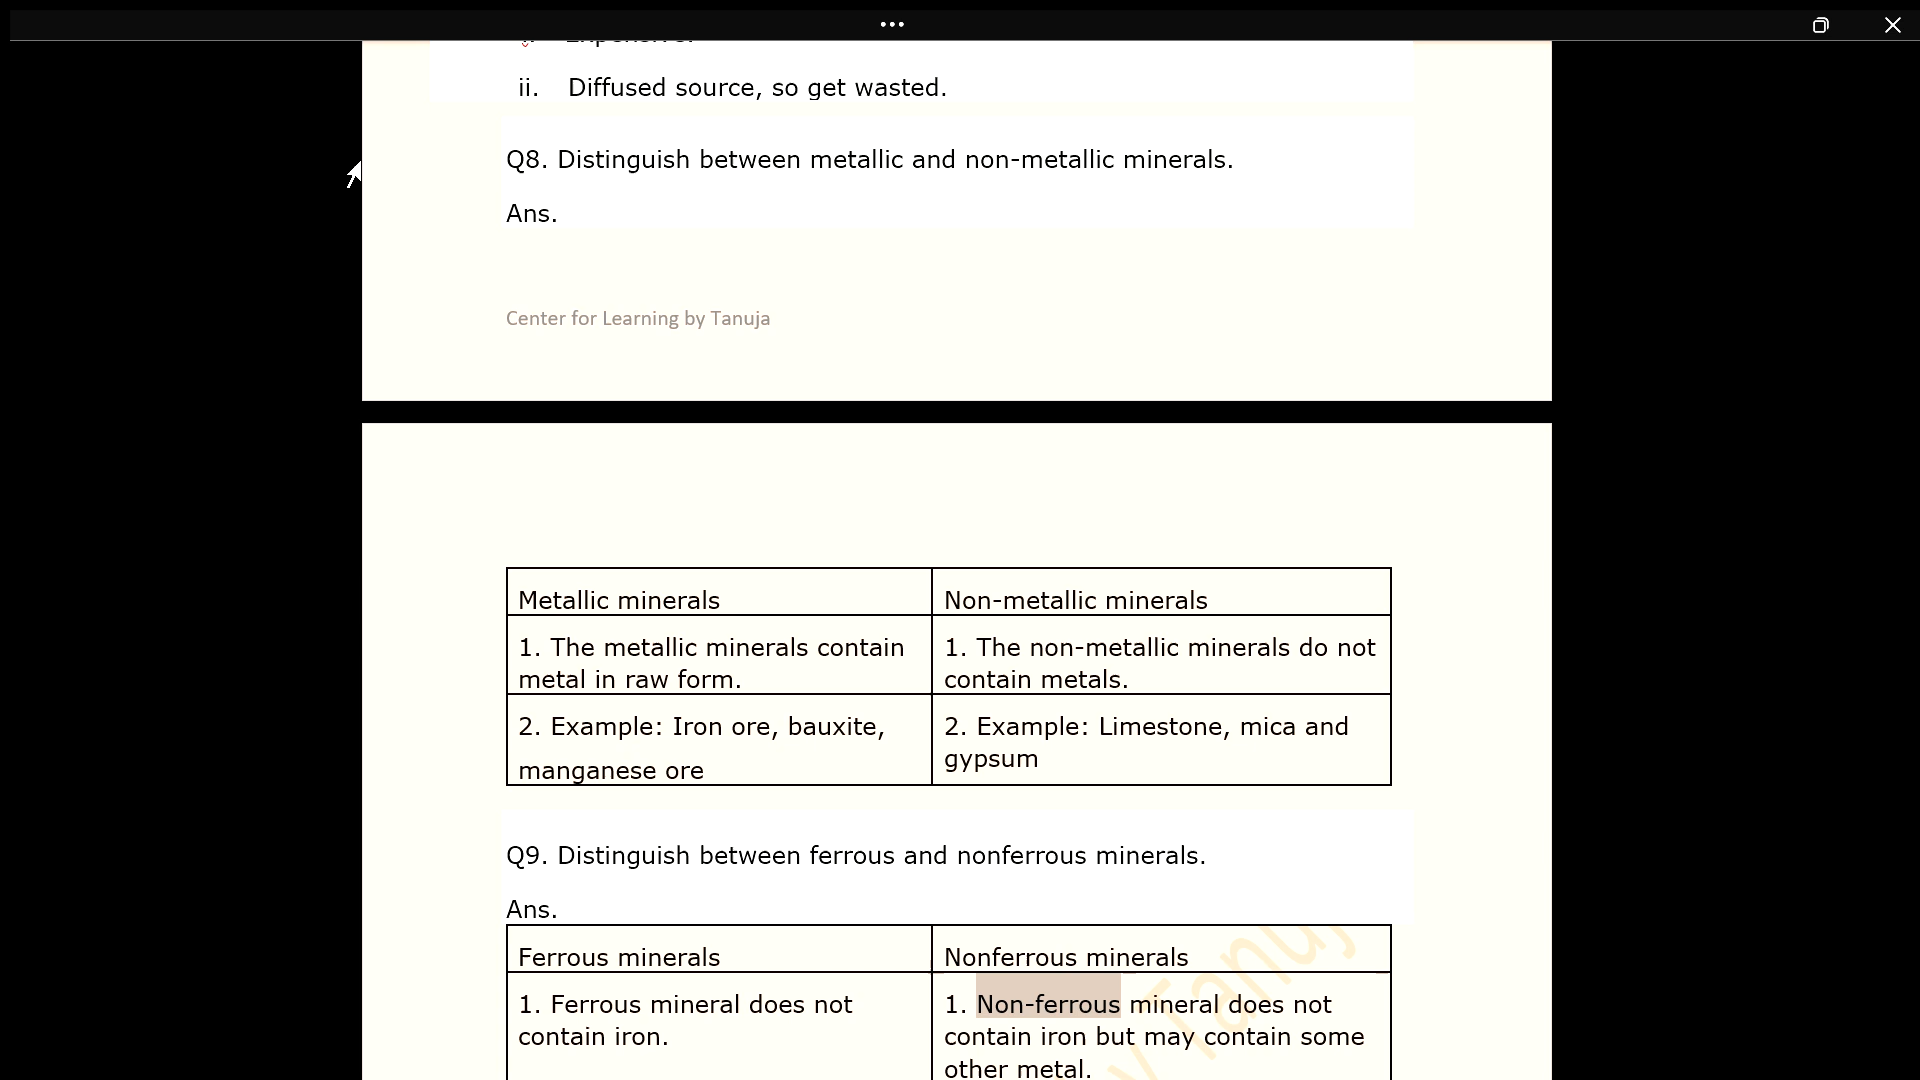 ii. Diffused source, so get wasted.
Q8. Distinguish between metallic and non-metallic minerals.
Ans.
Center for Learning by Tanuja
Metallic minerals
Non-metallic minerals
1. The metallic minerals contain
metal in raw form.
1. The non-metallic minerals do not
contain metals.
2. Example: Iron ore, bauxite,
manganese ore
2. Example: Limestone, mica and
gypsum
Q9. Distinguish between ferrous and nonferrous minerals.
Ans.
Ferrous minerals
Nonferrous minerals
1. Ferrous mineral does not
contain iron.
1. Non-ferrous mineral does not
contain iron but may contain some
other metal.